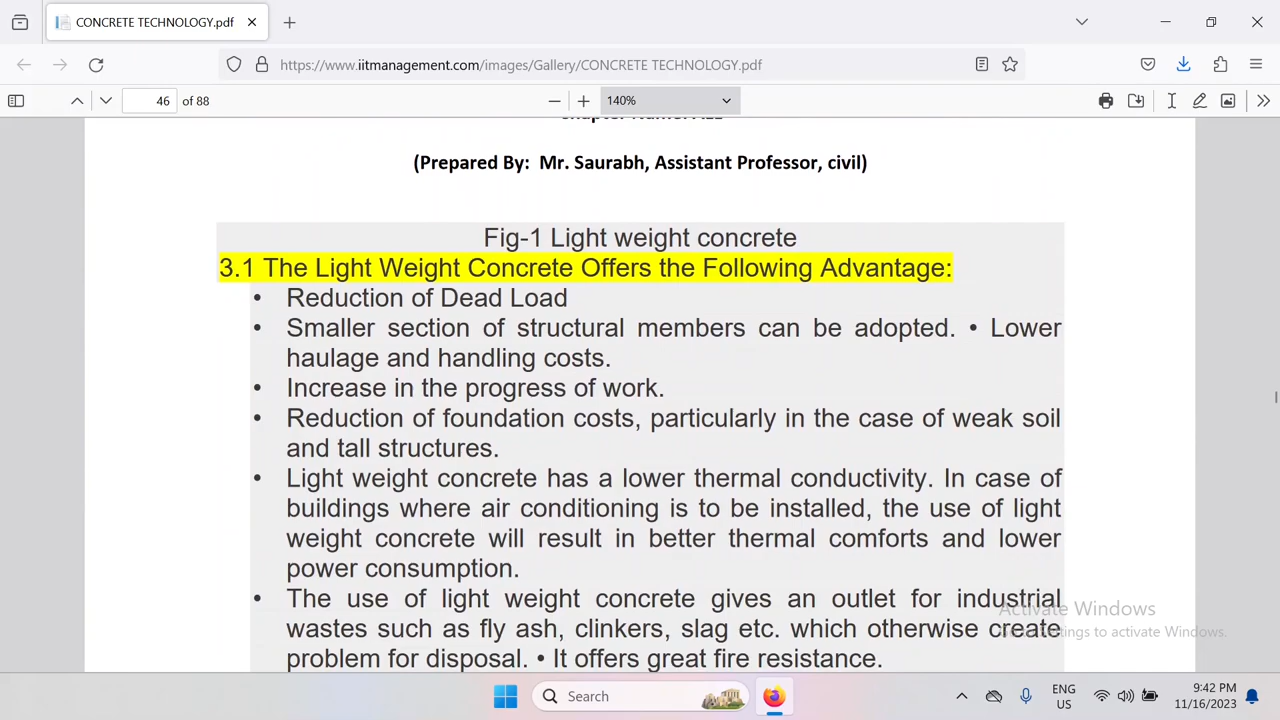 CONCRETE TECHNOLOGY.pdf
https://www.iitmanagement.com/images/Gallery/CONCRETE TECHNOLOGY.pdf
46 of 88
140%
(Prepared By: Mr. Saurabh, Assistant Professor, civil)
Fig-1 Light weight concrete
3.1 The Light Weight Concrete Offers the Following Advantage:
• Reduction of Dead Load
• Smaller section of structural members can be adopted. • Lower
haulage and handling costs.
• Increase in the progress of work.
• Reduction of foundation costs, particularly in the case of weak soil
and tall structures.
• Light weight concrete has a lower thermal conductivity. In case of
buildings where air conditioning is to be installed, the use of light
weight concrete will result in better thermal comforts and lower
power consumption.
• The use of light weight concrete gives an outlet for industrial
wastes such as fly ash, clinkers, slag etc. which otherwise create
problem for disposal. • It offers great fire resistance.
Activate Windows
Go to Settings to activate Windows.
Search
ENG
US
9:42 PM
11/16/2023